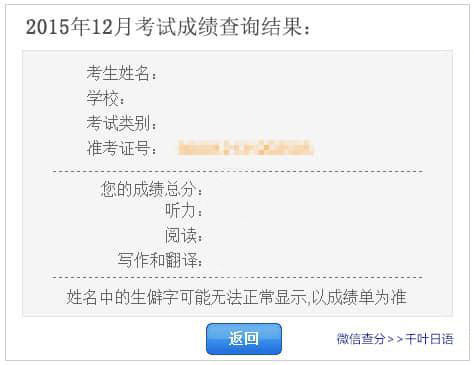 2015年12月考试成绩查询结果：
考生姓名：
学校：
考试类别：
准考证号：
您的成绩总分：
听力：
阅读：
写作和翻译：
姓名中的生僻字可能无法正常显示,以成绩单为准
返回
微信查分>>千叶日语